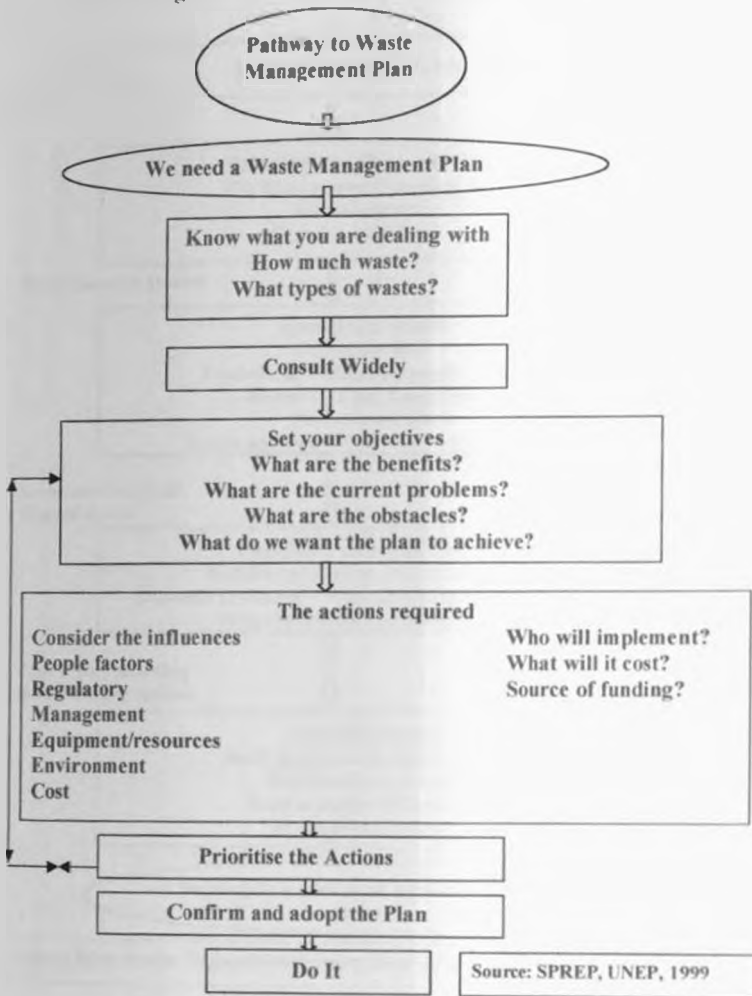 Pathway to Waste
Management Plan
We need a Waste Management Plan
Know what you are dealing with
How much waste?
What types of wastes?
Consult Widely
Set your objectives
What are the benefits?
What are the current problems?
What are the obstacles?
What do we want the plan to achieve?
The actions required
Consider the influences
People factors
Regulatory
Management
Equipment/resources
Environment
Cost
Who will implement?
What will it cost?
Source of funding?
Prioritise the Actions
Confirm and adopt the Plan
Do It
Source: SPREP, UNEP, 1999